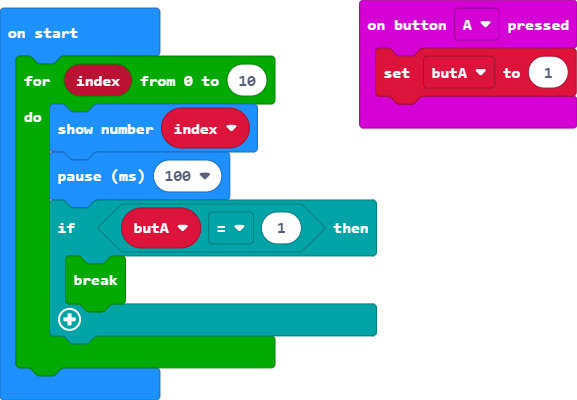 on start
for index from 0 to 10
do
show number index
pause (ms) 100
if butA = 1 then
break
on button A pressed
set butA to 1